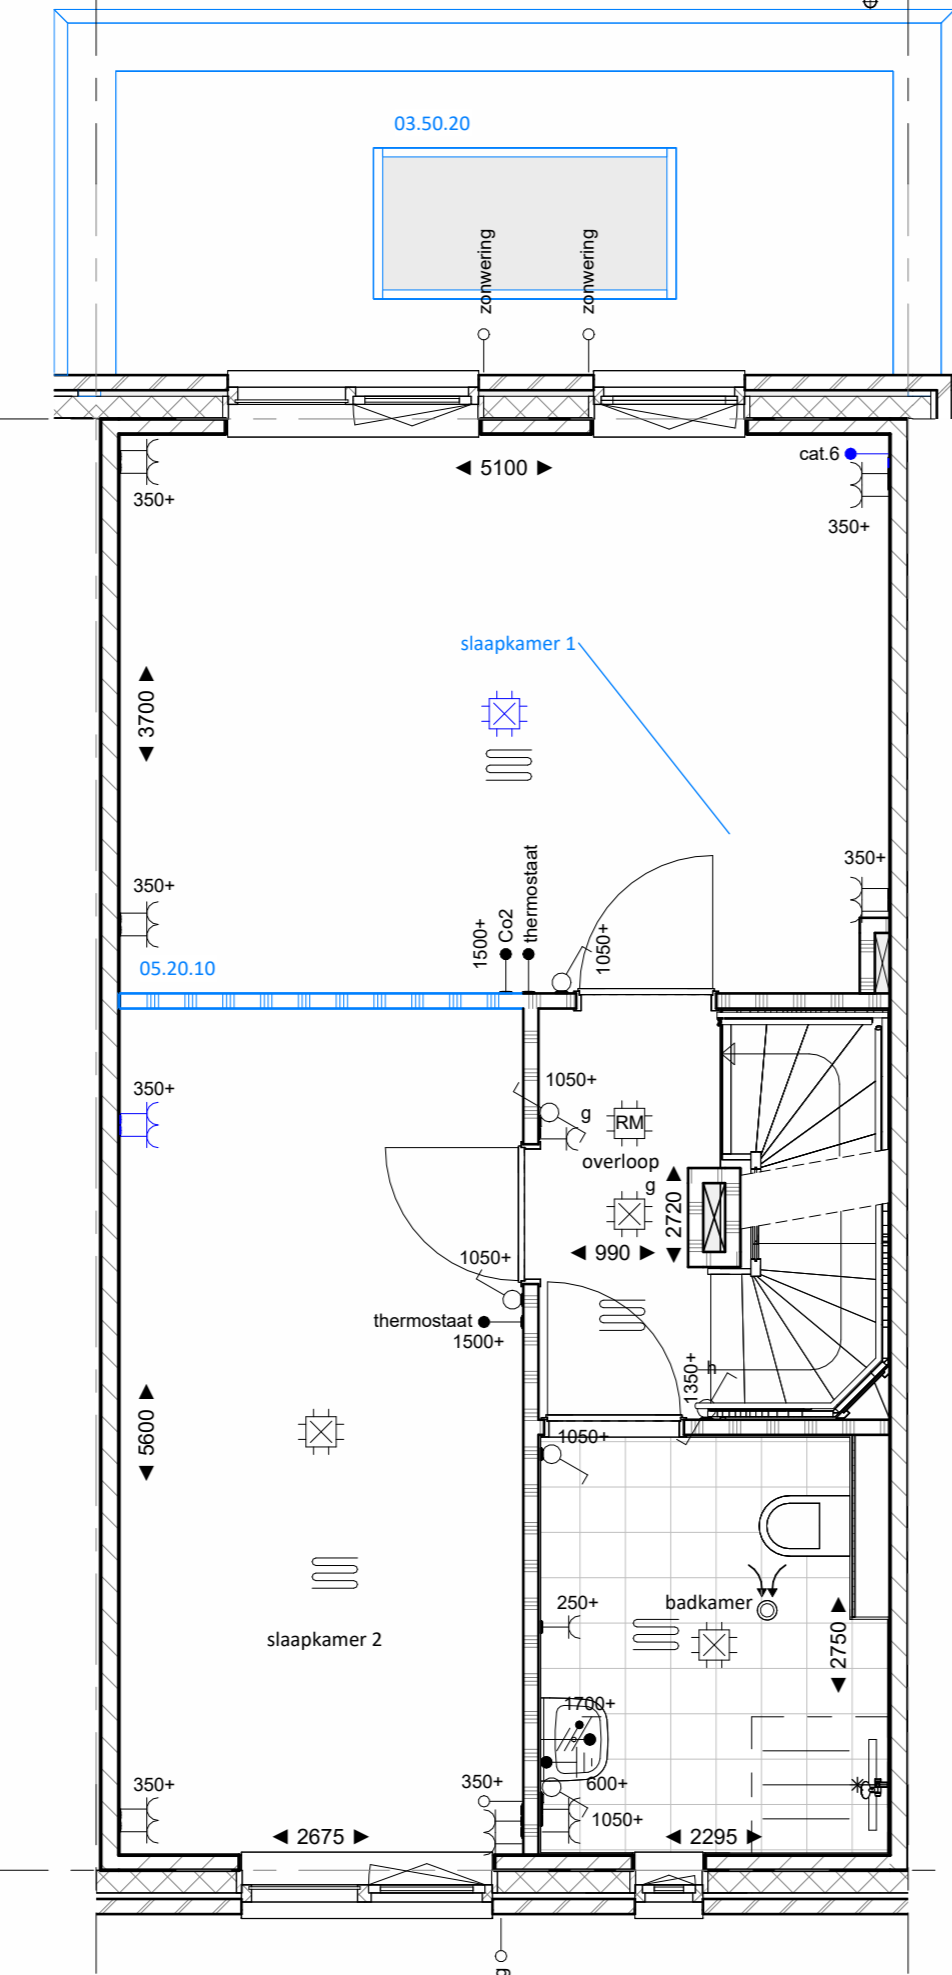 03.50.20
zonwering
zonwering
5100
cat.6
350+
350+
slaapkamer 1
3700
350+
350+
1500+
Co2
thermostaat
1050+
05.20.10
350+
1050+
g
RM
overloop
g
2720
990
1050+
thermostaat
1500+
1350+
h
5600
1050+
250+
badkamer
2750
slaapkamer 2
1700+
350+
350+
600+
1050+
2675
2295
g